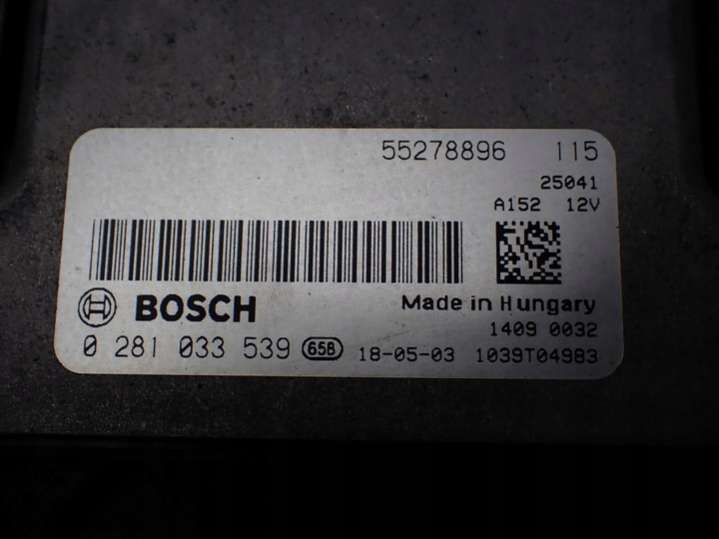 55278896 115
25041
A152 12V
BOSCH
Made in Hungary
1409 0032
0 281 033 539 658 18-05-03 1039T04983